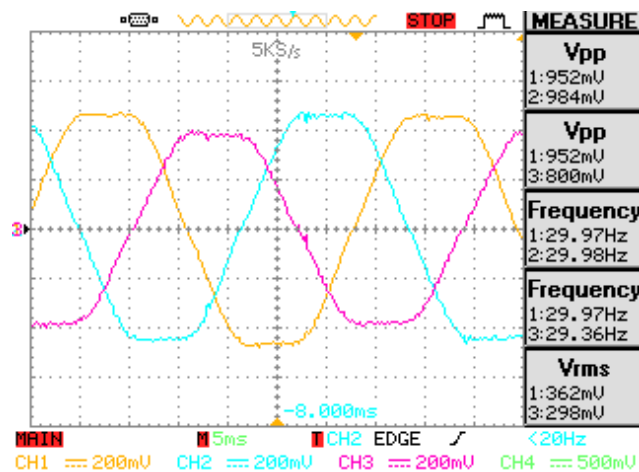 STOP MEASURE
5KS/s
Vpp
1:952mV
2:984mV
Vpp
1:952mV
3:800mV
Frequency
1:29.97Hz
2:29.98Hz
Frequency
1:29.97Hz
3:29.36Hz
Vrms
1:362mV
3:298mV
3
-8.000ms
MAIN M 5ms T CH2 EDGE <20Hz
CH1 200mV CH2 200mV CH3 200mV CH4 500mV